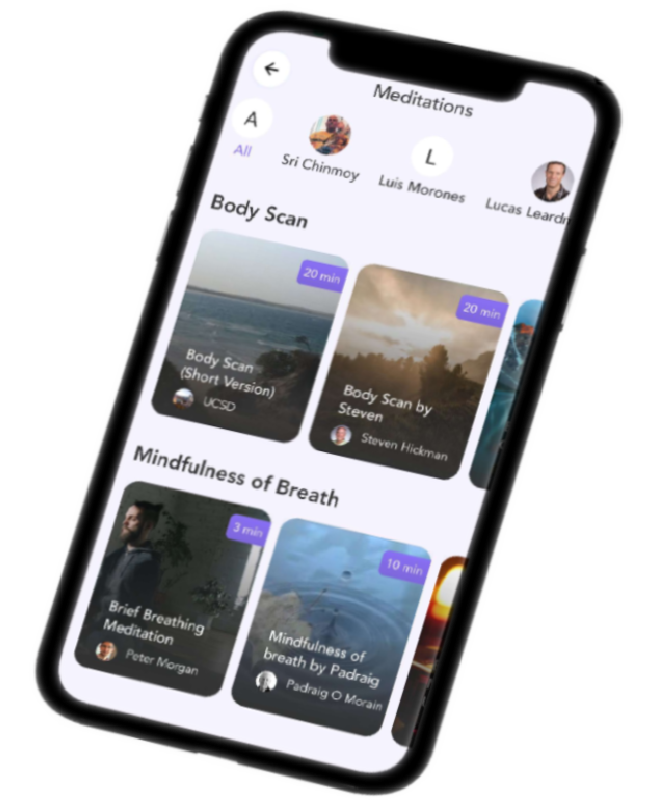 Meditations
A
All
Sri Chinmoy
L
Luis Morones
Lucas
Body Scan
20 min
Body Scan
(Short Version)
UCSD
20 min
Body Scan by
Steven
Steven Hickman
Mindfulness of Breath
3 min
Brief Breathing
Meditation
Peter Morgan
10 min
Mindfulness of
breath by Padraig
Padraig O Morain